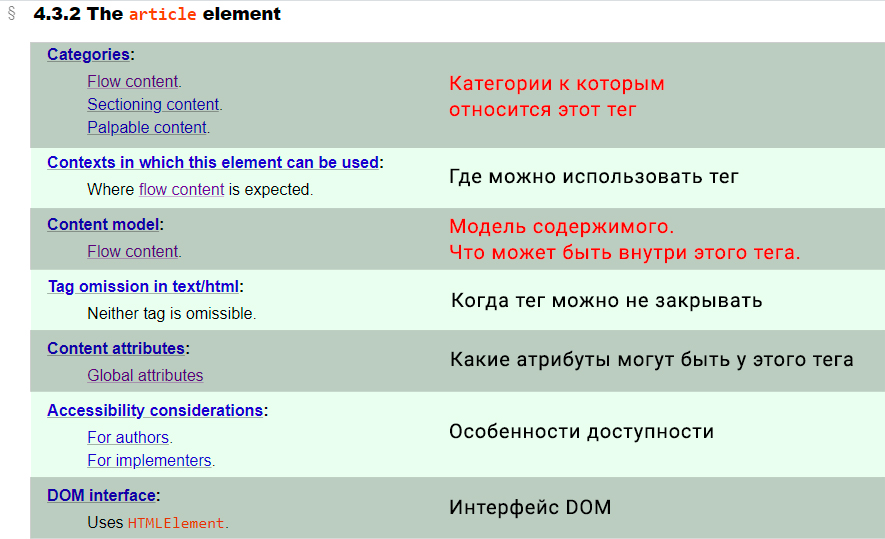 § 4.3.2 The article element
Categories:
Flow content.
Sectioning content.
Palpable content.
Категории к которым
относится этот тег
Contexts in which this element can be used:
Where flow content is expected.
Где можно использовать тег
Content model:
Flow content.
Модель содержимого.
Что может быть внутри этого тега.
Tag omission in text/html:
Neither tag is omissible.
Когда тег можно не закрывать
Content attributes:
Global attributes
Какие атрибуты могут быть у этого тега
Accessibility considerations:
For authors.
For implementers.
Особенности доступности
DOM interface:
Uses HTMLElement.
Интерфейс DOM